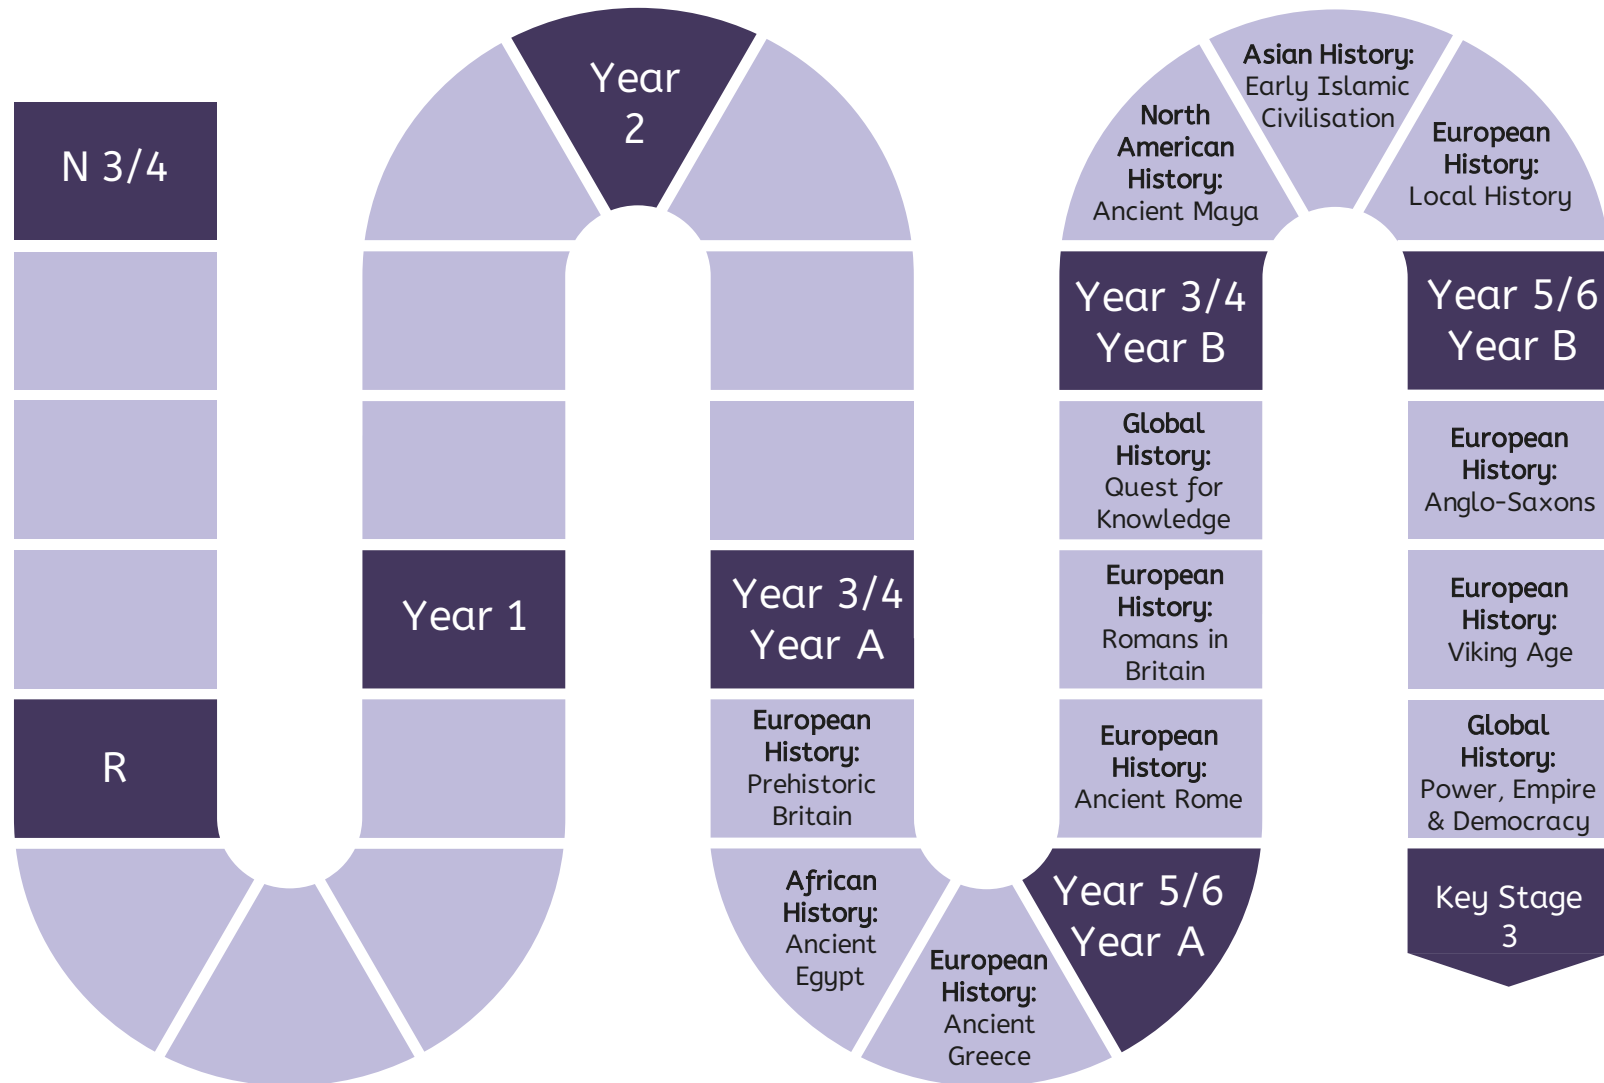 N 3/4
R
Year 1
Year
2
Year 3/4
Year A
European
History:
Prehistoric
Britain
African
History:
Ancient
Egypt
European
History:
Ancient
Greece
Year 5/6
Year A
European
History:
Ancient Rome
European
History:
Romans in
Britain
Global
History:
Quest for
Knowledge
Year 3/4
Year B
North
American
History:
Ancient Maya
Asian History:
Early Islamic
Civilisation
European
History:
Local History
Year 5/6
Year B
European
History:
Anglo-Saxons
European
History:
Viking Age
Global
History:
Power, Empire
& Democracy
Key Stage
3